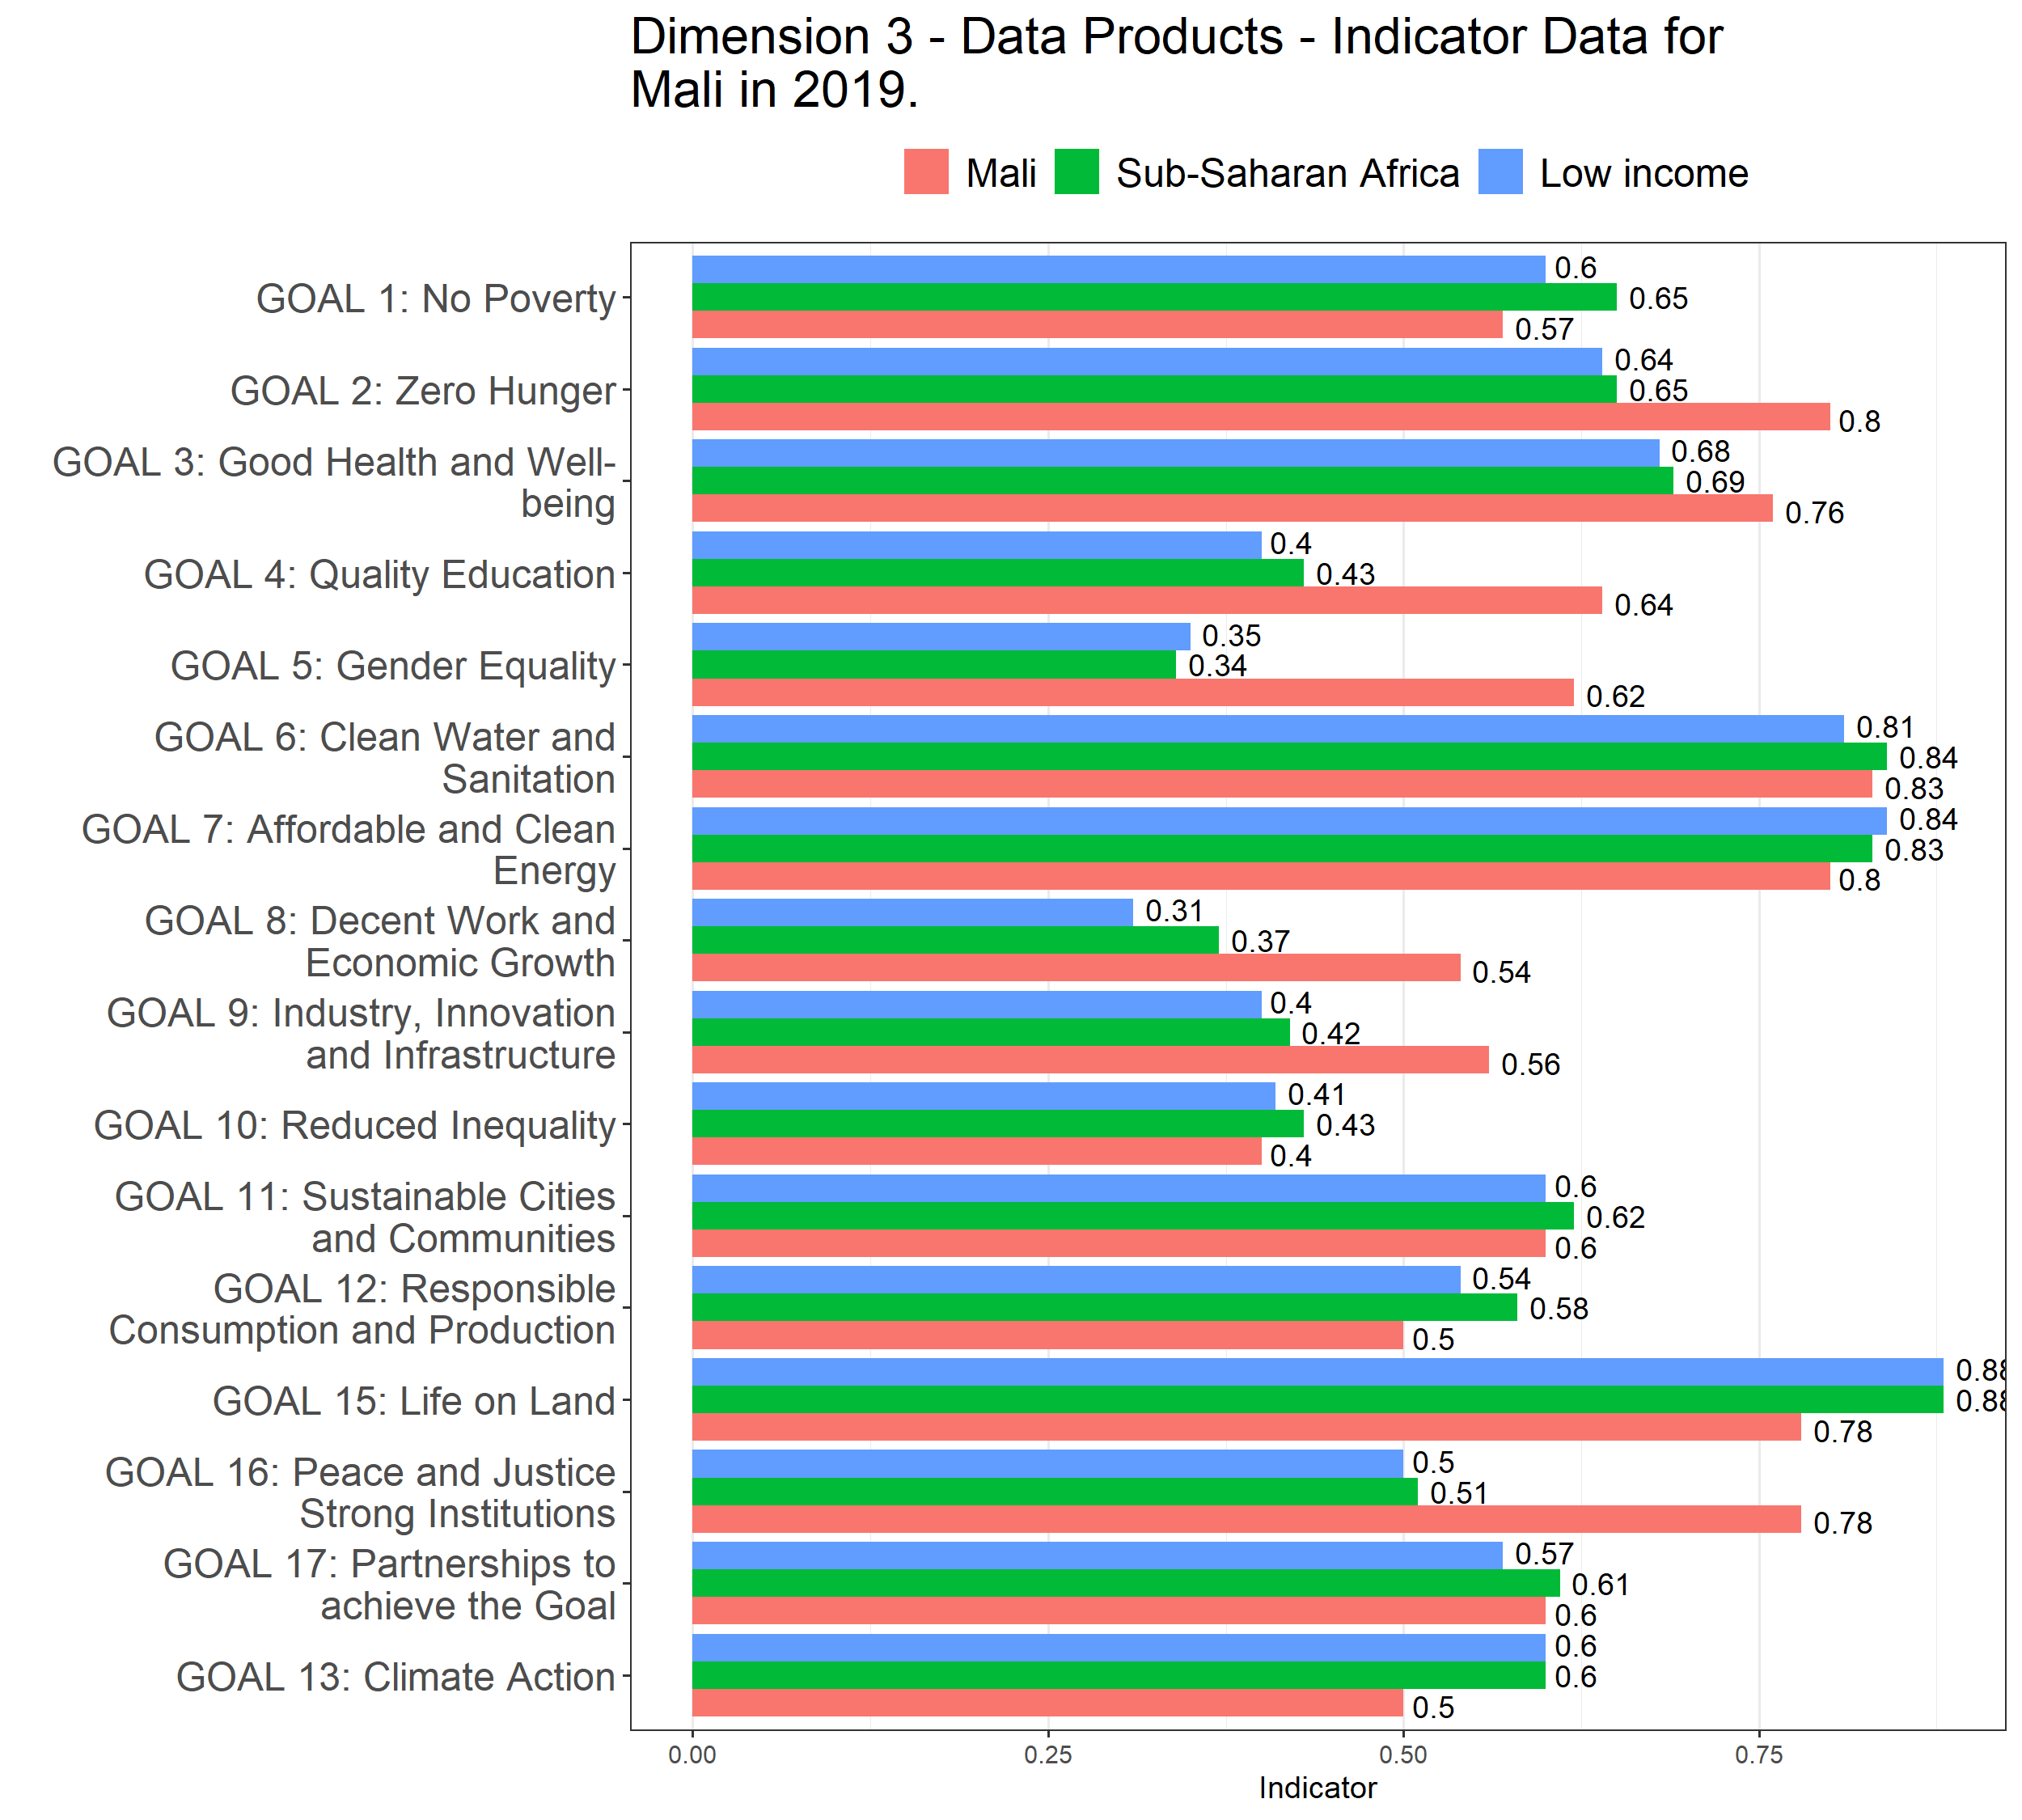 Dimension 3 - Data Products - Indicator Data for
Mali in 2019.
Mali
Sub-Saharan Africa
Low income
GOAL 1: No Poverty
0.6
0.65
0.57
GOAL 2: Zero Hunger
0.64
0.65
0.8
GOAL 3: Good Health and Well-
being
0.68
0.69
0.76
GOAL 4: Quality Education
0.4
0.43
0.64
GOAL 5: Gender Equality
0.35
0.34
0.62
GOAL 6: Clean Water and
Sanitation
0.81
0.84
0.83
GOAL 7: Affordable and Clean
Energy
0.84
0.83
0.8
GOAL 8: Decent Work and
Economic Growth
0.31
0.37
0.54
GOAL 9: Industry, Innovation
and Infrastructure
0.4
0.42
0.56
GOAL 10: Reduced Inequality
0.41
0.43
0.4
GOAL 11: Sustainable Cities
and Communities
0.6
0.62
0.6
GOAL 12: Responsible
Consumption and Production
0.54
0.58
0.5
GOAL 15: Life on Land
0.88
0.88
0.78
GOAL 16: Peace and Justice
Strong Institutions
0.5
0.51
0.78
GOAL 17: Partnerships to
achieve the Goal
0.57
0.61
0.6
GOAL 13: Climate Action
0.6
0.6
0.5
0.00
0.25
0.50
0.75
Indicator